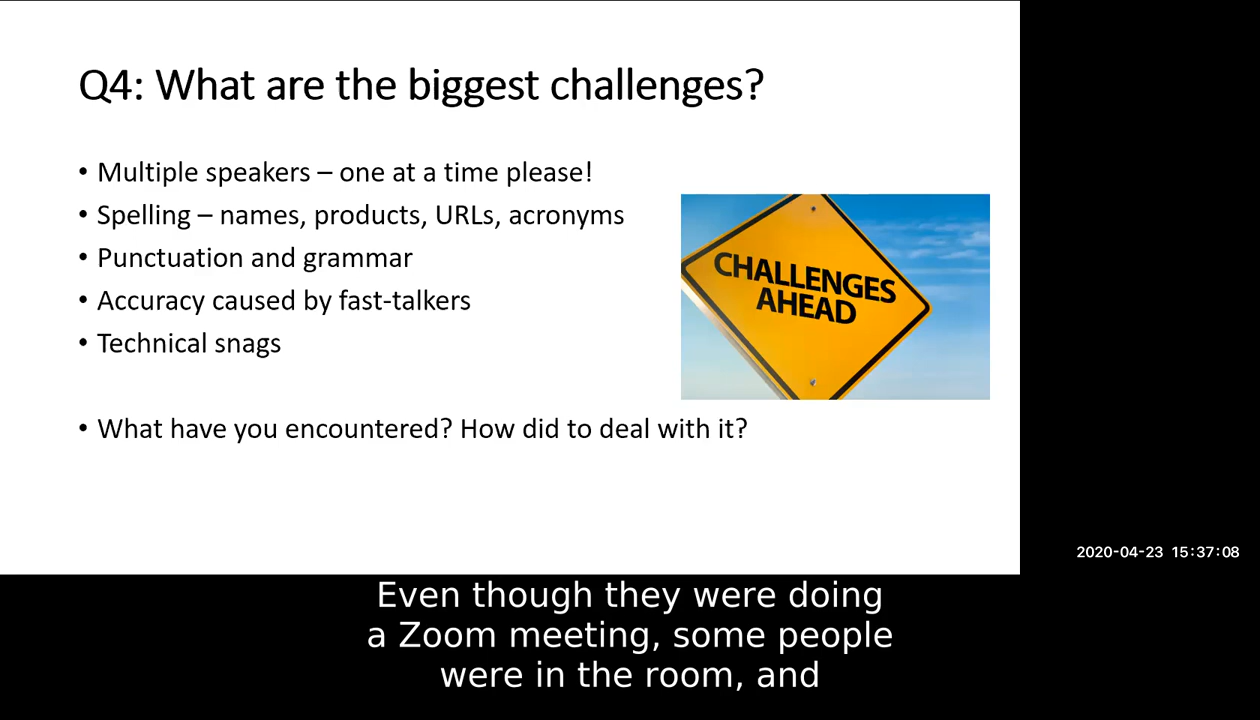 Q4: What are the biggest challenges?
• Multiple speakers – one at a time please!
• Spelling – names, products, URLs, acronyms
• Punctuation and grammar
• Accuracy caused by fast-talkers
• Technical snags
CHALLENGES
AHEAD
• What have you encountered? How did to deal with it?
2020-04-23 15:37:08
Even though they were doing
a Zoom meeting, some people
were in the room, and